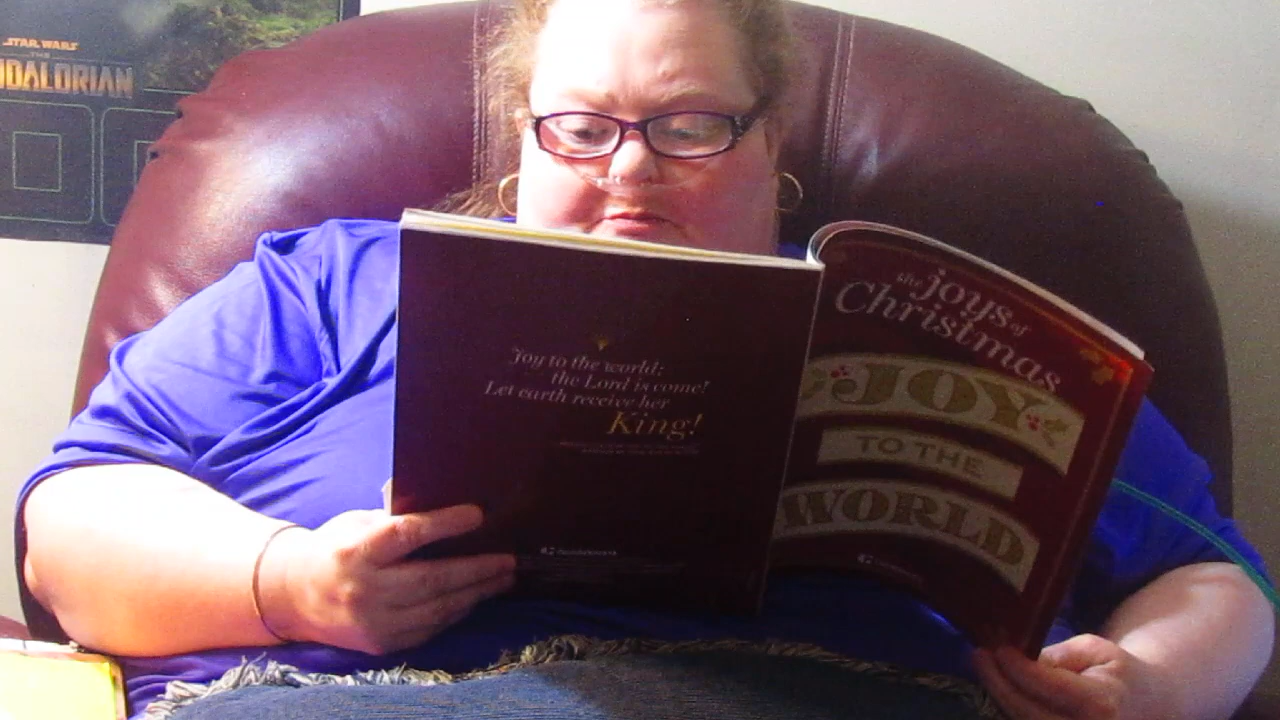 STAR WARS
THE
DALORIAN
Joy to the world;
the Lord is come!
Let earth receive her
King!
the joys of
Christmas
JOY
TO THE
WORLD